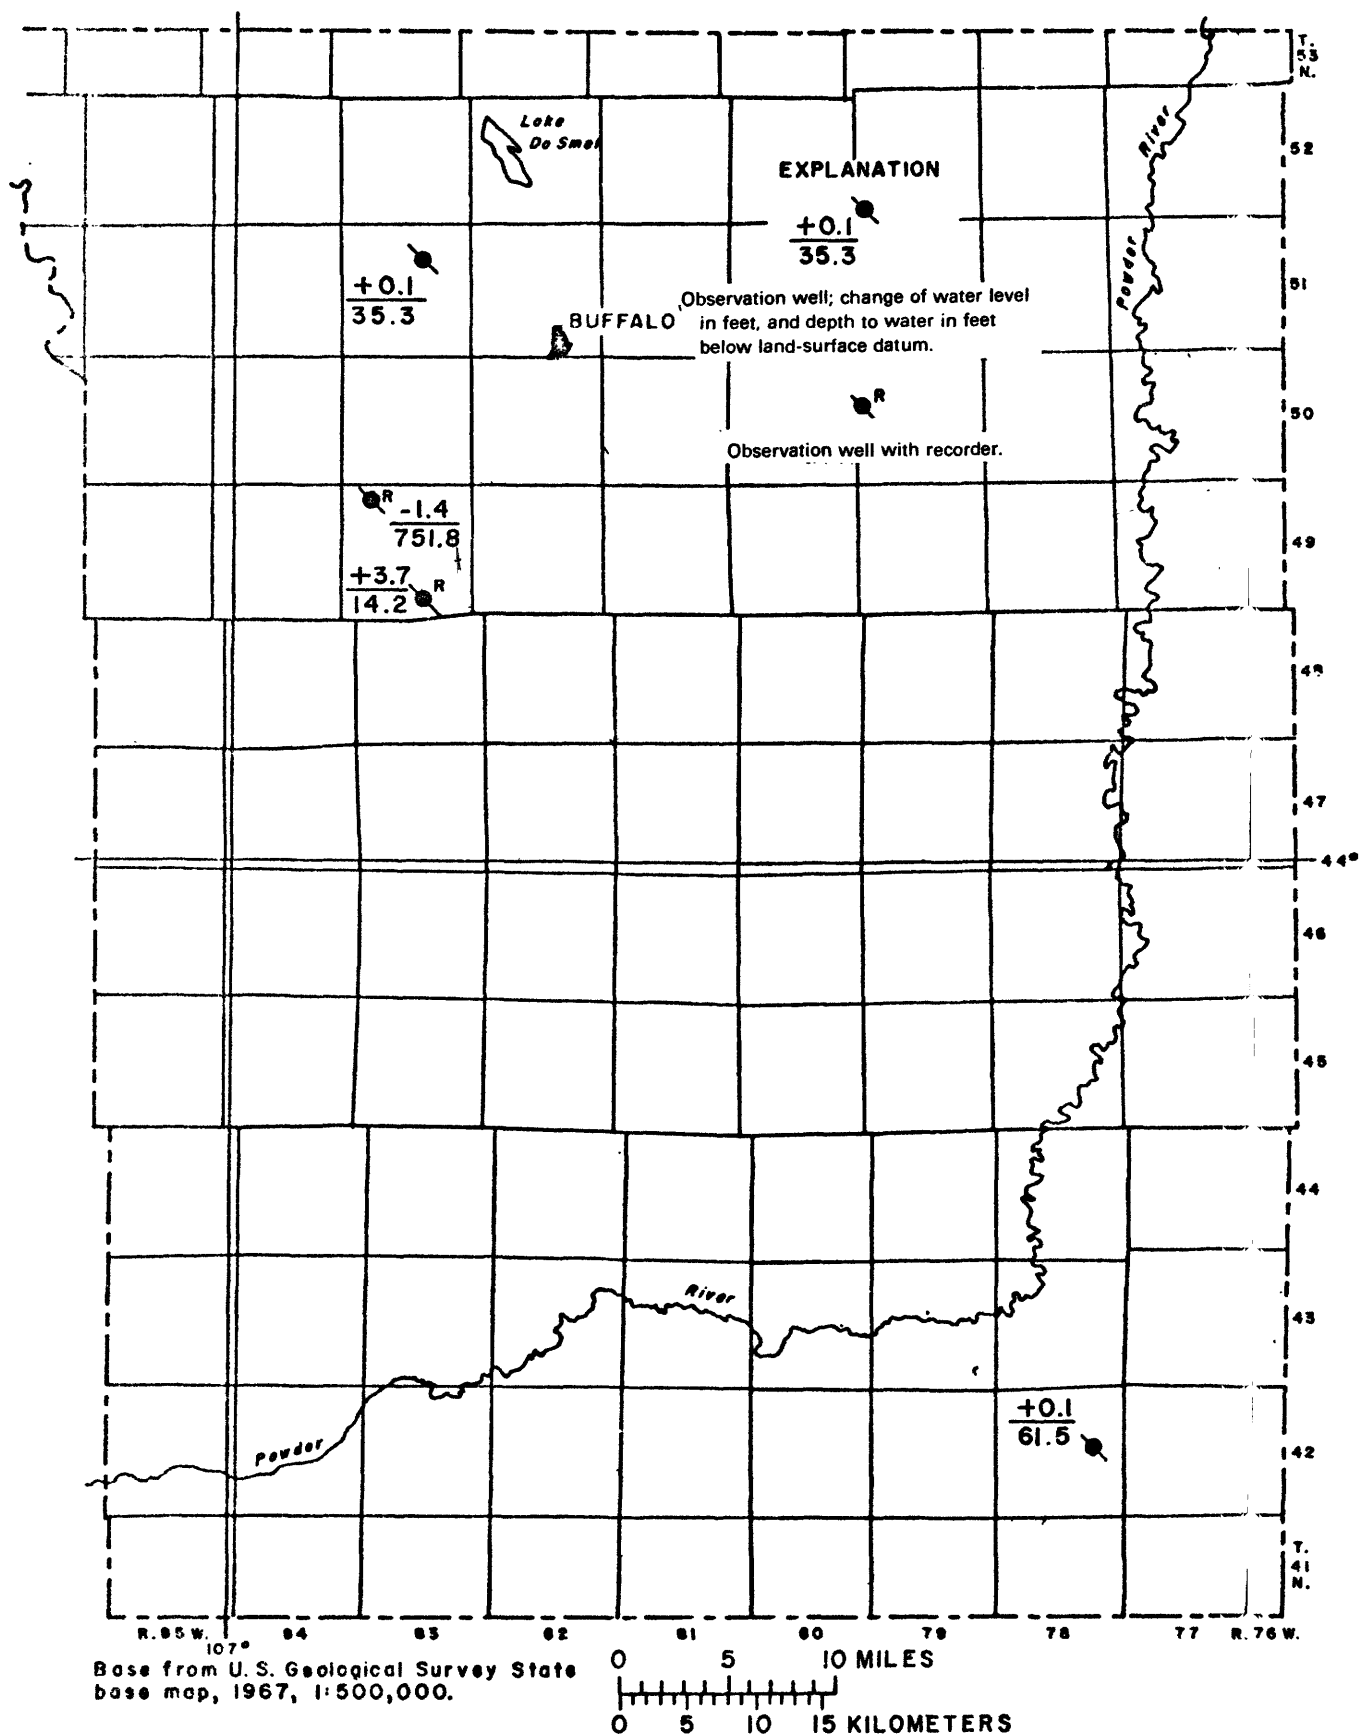 T.
53
N.
Lake
De Smet
River
52
EXPLANATION
+0.1
35.3
Powder
51
+0.1
35.3
BUFFALO
Observation well; change of water level
in feet, and depth to water in feet
below land-surface datum.
R
50
Observation well with recorder.
R
-1.4
751.8
49
+3.7
14.2
R
48
47
44°
46
45
44
River
43
+0.1
61.5
Powder
42
T.
41
N.
R.85 W.
84
83
82
81
80
79
78
77
R.76 W.
107°
Base from U.S. Geological Survey State
base map, 1967, 1:500,000.
0 5 10 MILES
0 5 10 15 KILOMETERS